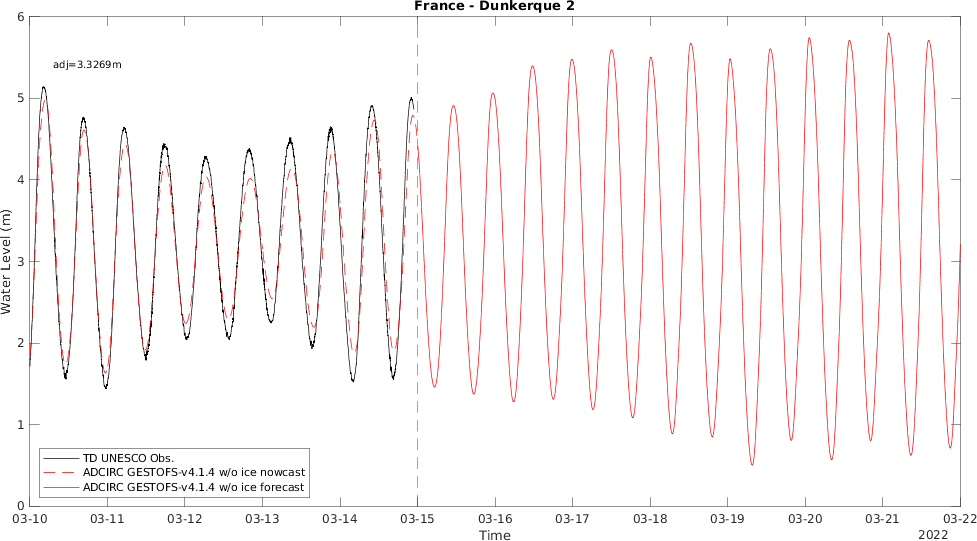 France - Dunkerque 2
adj=3.3269m
6
5
4
3
2
1
0
Water Level (m)
TD UNESCO Obs.
ADCIRC GESTOFS-v4.1.4 w/o ice nowcast
ADCIRC GESTOFS-v4.1.4 w/o ice forecast
03-10 03-11 03-12 03-13 03-14 03-15 03-16 03-17 03-18 03-19 03-20 03-21 03-22
Time
2022